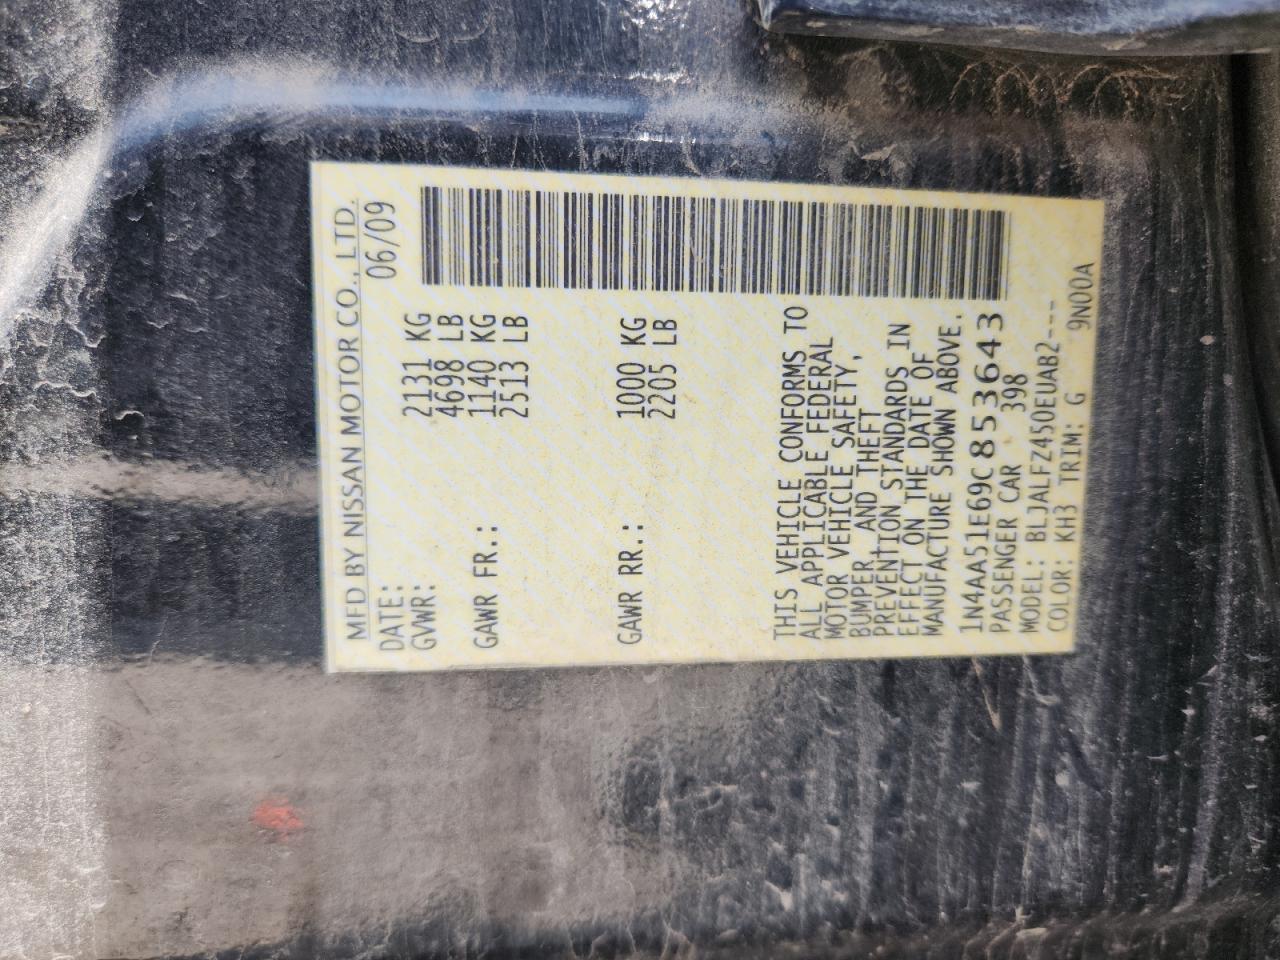 MFD BY NISSAN MOTOR CO., LTD.
DATE: 06/09
GVWR: 2131 KG
4698 LB
GAWR FR.: 1140 KG
2513 LB
GAWR RR.: 1000 KG
2205 LB
THIS VEHICLE CONFORMS TO
ALL APPLICABLE FEDERAL
MOTOR VEHICLE SAFETY,
BUMPER, AND THEFT
PREVENTION STANDARDS IN
EFFECT ON THE DATE OF
MANUFACTURE SHOWN ABOVE.
1N4AA51E69C853643
PASSENGER CAR 398
MODEL: BLJALFZ450EUAB2---
COLOR: KH3 TRIM: G 9N00A